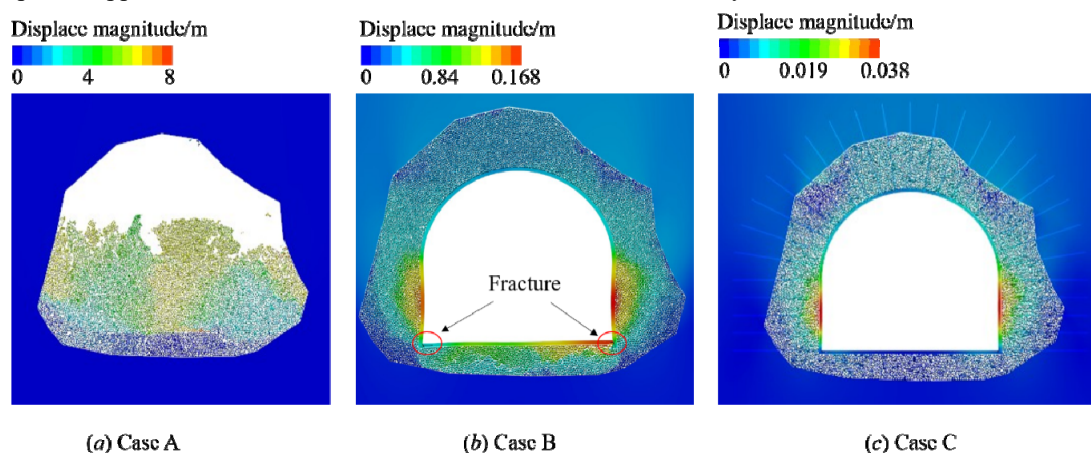 Displace magnitude/m
0 4 8
Displace magnitude/m
0 0.84 0.168
Displace magnitude/m
0 0.019 0.038
Fracture
(a) Case A
(b) Case B
(c) Case C